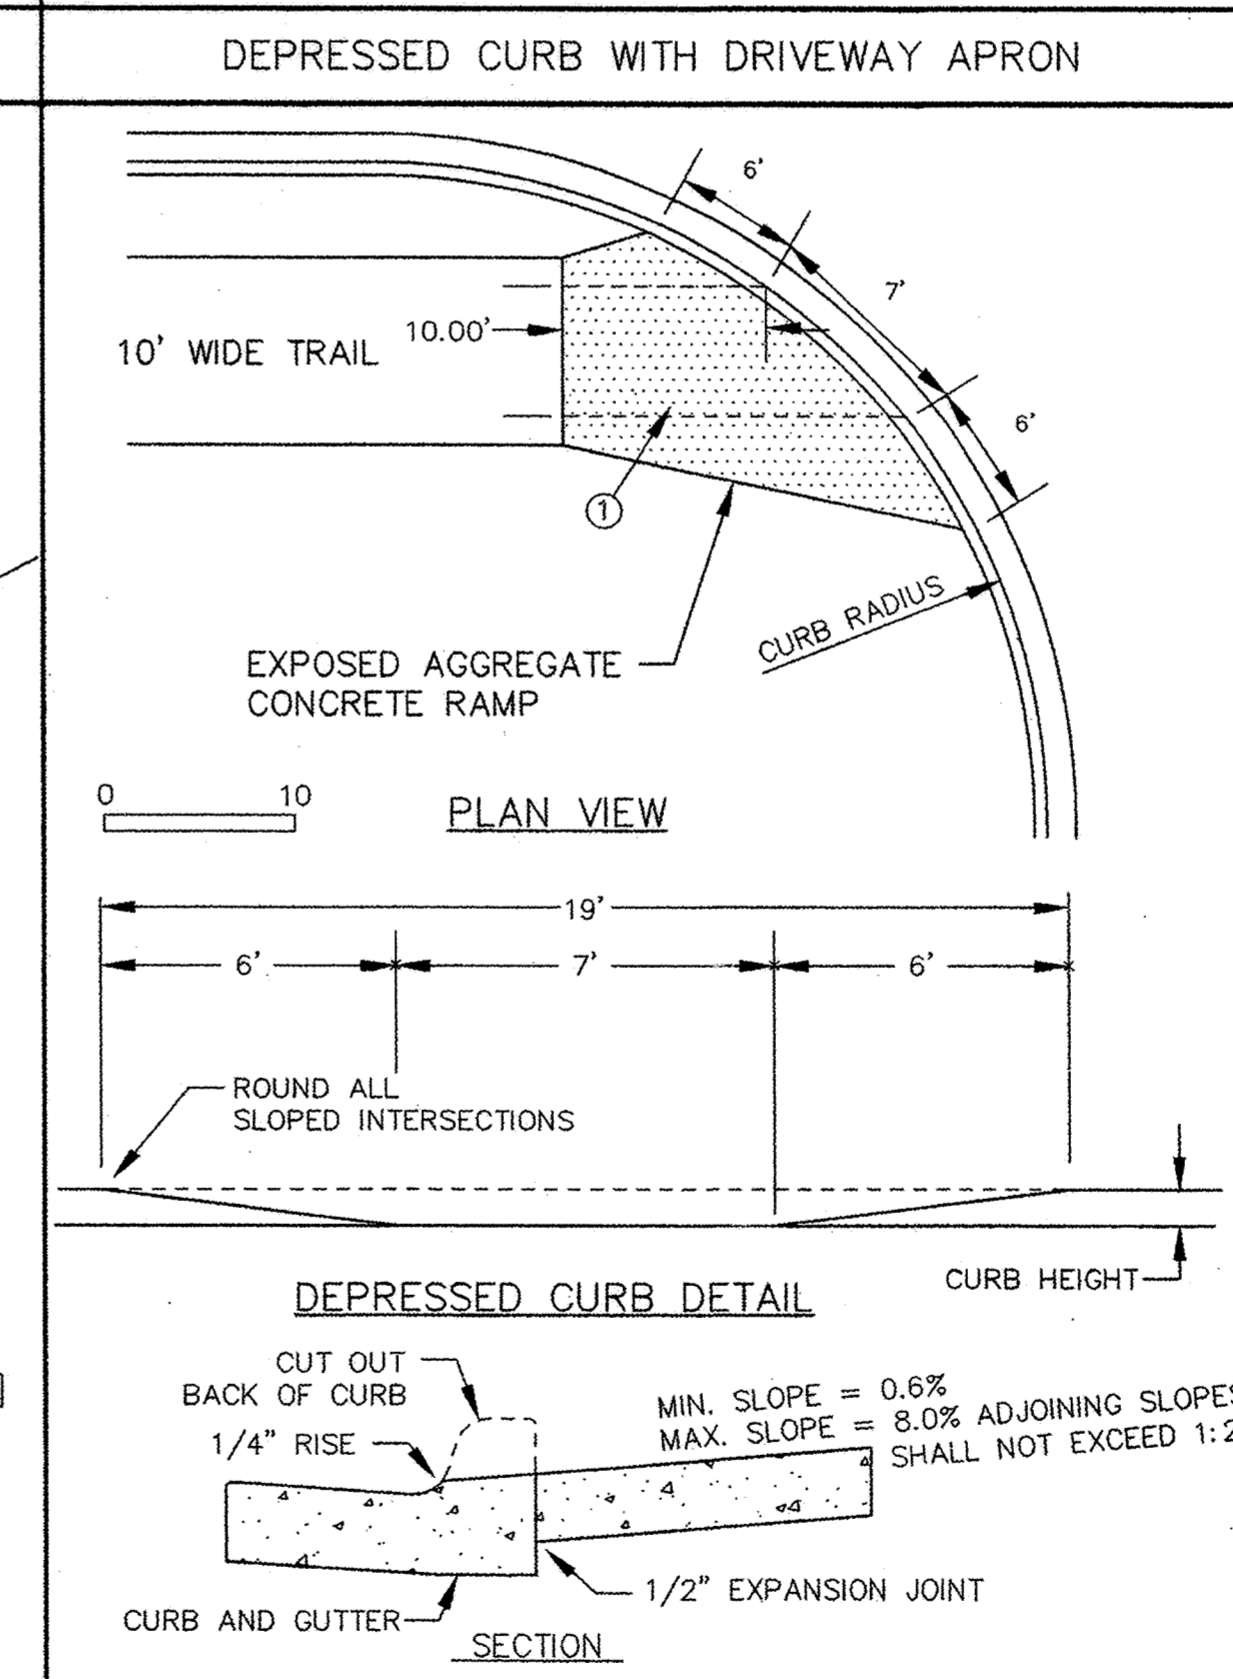 DEPRESSED CURB WITH DRIVEWAY APRON
6'
7'
6'
10.00'
10' WIDE TRAIL
1
CURB RADIUS
EXPOSED AGGREGATE
CONCRETE RAMP
0 10
PLAN VIEW
19'
6' 7' 6'
ROUND ALL
SLOPED INTERSECTIONS
CURB HEIGHT
DEPRESSED CURB DETAIL
CUT OUT
BACK OF CURB
1/4" RISE
MIN. SLOPE = 0.6%
MAX. SLOPE = 8.0% ADJOINING SLOPES
SHALL NOT EXCEED 1:2
1/2" EXPANSION JOINT
CURB AND GUTTER
SECTION